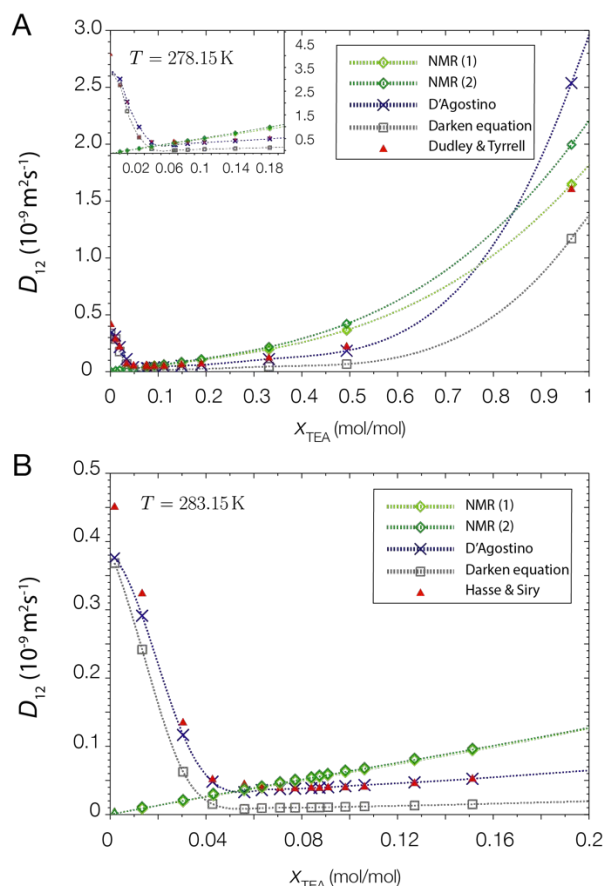 A
T = 278.15 K
4.5
3.5
2.5
1.5
0.5
0.02 0.06 0.1 0.14 0.18
NMR (1)
NMR (2)
D'Agostino
Darken equation
Dudley & Tyrrell
3.0
2.5
2.0
1.5
1.0
0.5
0
D12 (10-9 m2s-1)
0 0.1 0.2 0.3 0.4 0.5 0.6 0.7 0.8 0.9 1
XTEA (mol/mol)
B
T = 283.15 K
NMR (1)
NMR (2)
D'Agostino
Darken equation
Hasse & Siry
0.5
0.4
0.3
0.2
0.1
0
D12 (10-9 m2s-1)
0 0.04 0.08 0.12 0.16 0.2
XTEA (mol/mol)